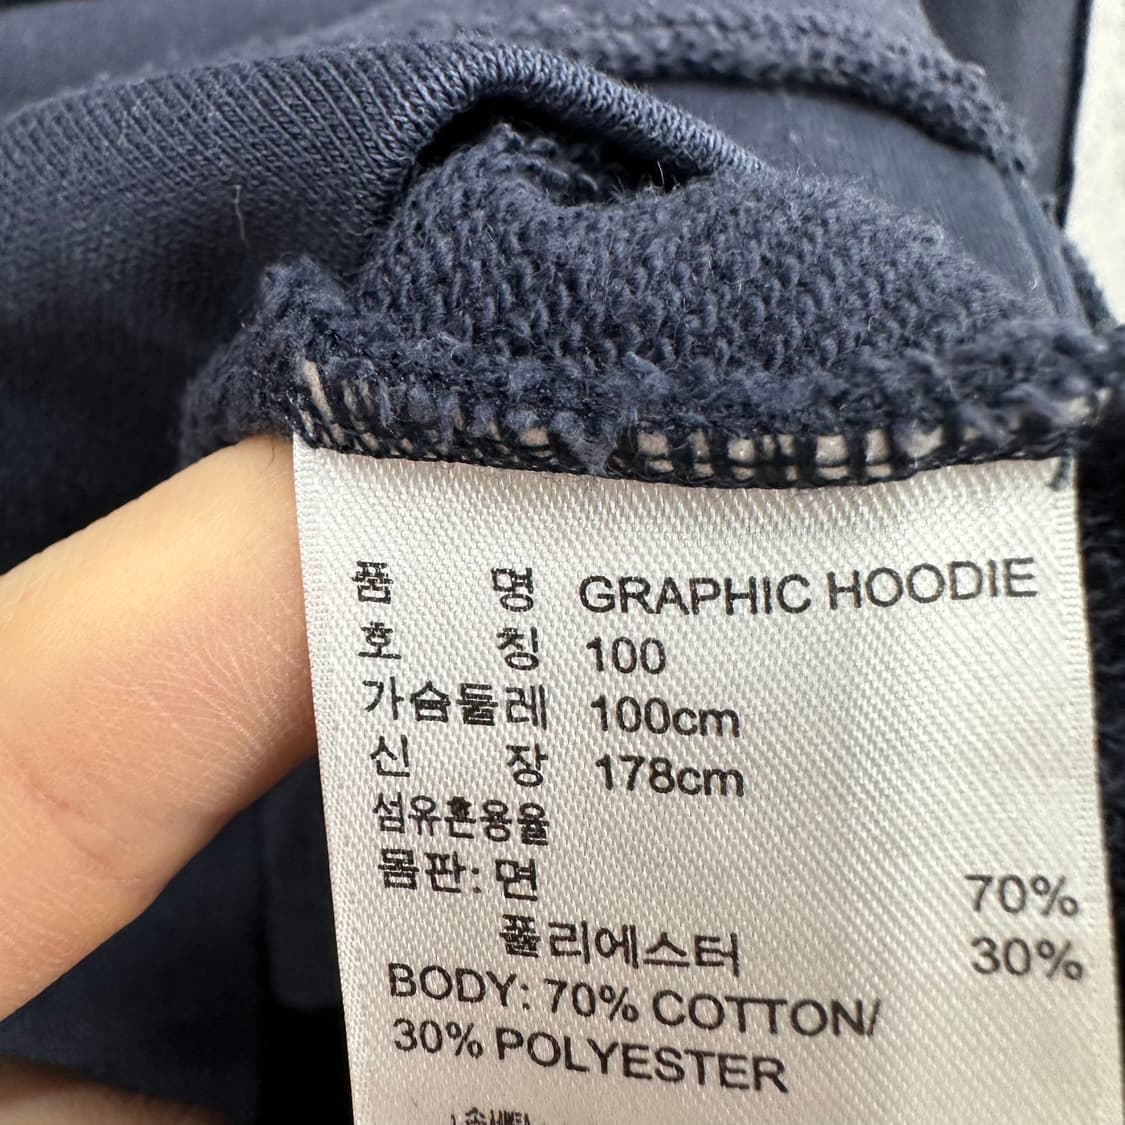 품 명 GRAPHIC HOODIE
호 칭 100
가슴둘레 100cm
신 장 178cm
섬유혼용율
몸판: 면 70%
폴리에스터 30%
BODY: 70% COTTON/
30% POLYESTER